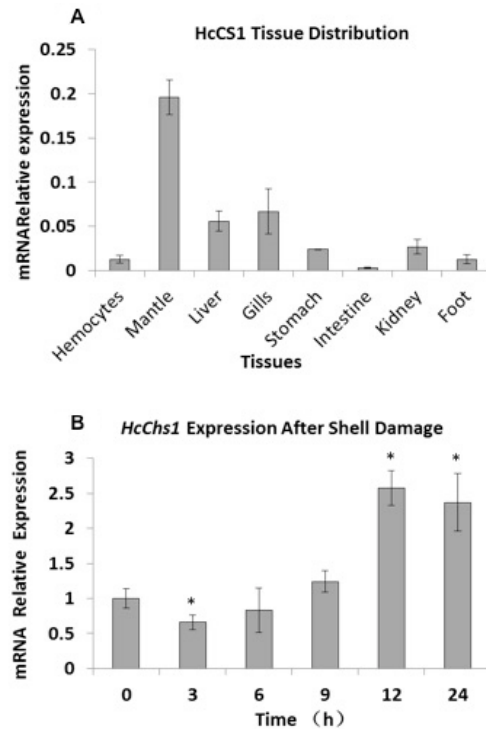 A
HcCS1 Tissue Distribution
mRNARelative expression
0.25
0.2
0.15
0.1
0.05
0
Hemocytes
Mantle
Liver
Gills
Stomach
Intestine
Kidney
Foot
Tissues
B
HcChs1 Expression After Shell Damage
mRNA Relative Expression
3
2.5
2
1.5
1
0.5
0
*
*
*
0 3 6 9 12 24
Time （h）